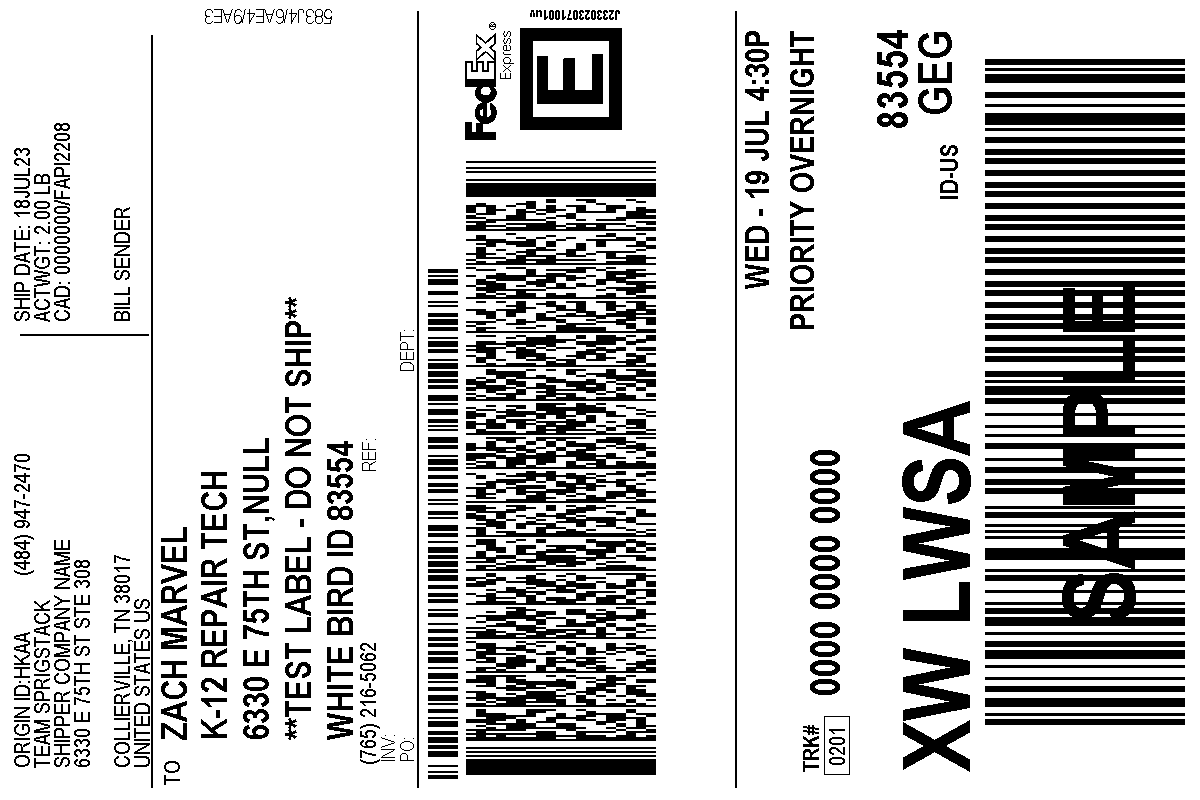 ORIGIN ID:HKAA (484) 947-2470
TEAM SPRIGSTACK
SHIPPER COMPANY NAME
6330 E 75TH ST STE 308
COLLIERVILLE, TN 38017
UNITED STATES US
SHIP DATE: 18JUL23
ACTWGT: 2.00 LB
CAD: 0000000/FAPI2208
BILL SENDER
TO ZACH MARVEL
K-12 REPAIR TECH
6330 E 75TH ST,NULL
**TEST LABEL - DO NOT SHIP**
WHITE BIRD ID 83554
(765) 216-5062
REF:
INV:
PO:
DEPT:
583J4/6AE4/9AE3
FedEx®
Express
E
J233023071001uv
WED - 19 JUL 4:30P
PRIORITY OVERNIGHT
TRK#
0201
0000 0000 0000
83554
XW LWSA
ID-US
GEG
SAMPLE